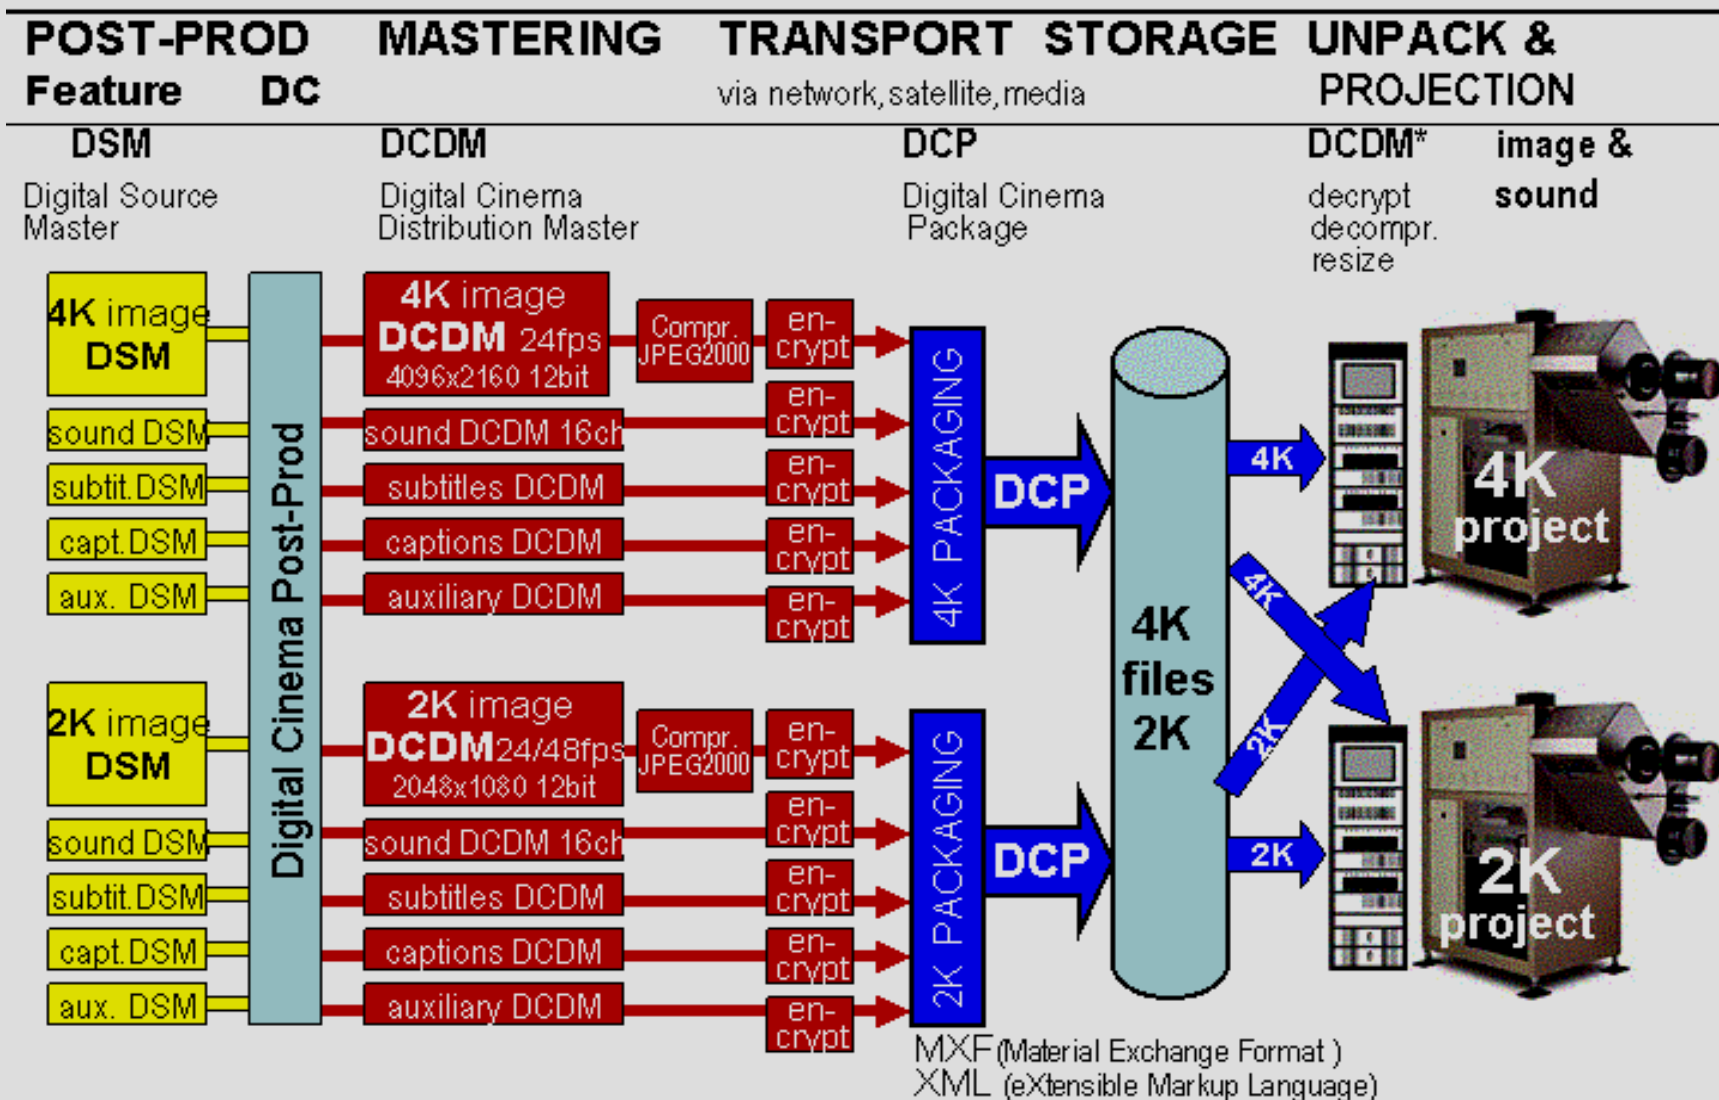 POST-PROD MASTERING TRANSPORT STORAGE UNPACK &
Feature DC via network, satellite, media PROJECTION
DSM DCDM DCP DCDM* image &
Digital Source Digital Cinema Digital Cinema decrypt sound
Master Distribution Master Package decompr.
resize
4K image
DSM
sound DSM
subtit.DSM
capt.DSM
aux. DSM
2K image
DSM
sound DSM
subtit.DSM
capt.DSM
aux. DSM
Digital Cinema Post-Prod
4K image
DCDM 24fps
4096x2160 12bit
Compr.
JPEG2000
en-
crypt
sound DCDM 16ch
en-
crypt
subtitles DCDM
en-
crypt
captions DCDM
en-
crypt
auxiliary DCDM
en-
crypt
2K image
DCDM 24/48fps
2048x1080 12bit
Compr.
JPEG2000
en-
crypt
sound DCDM 16ch
en-
crypt
subtitles DCDM
en-
crypt
captions DCDM
en-
crypt
auxiliary DCDM
en-
crypt
4K PACKAGING
DCP
2K PACKAGING
DCP
4K
files
2K
4K
4K
2K
2K
4K
project
2K
project
MXF (Material Exchange Format )
XML (eXtensible Markup Language)